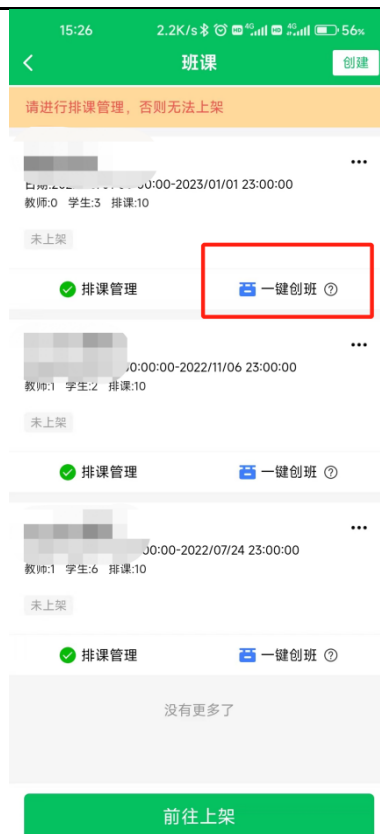 15:26 2.2K/s 4G 4G 56%
班课 创建
请进行排课管理，否则无法上架
00:00-2023/01/01 23:00:00
教师:0 学生:3 排课:10
未上架
排课管理 一键创班
0:00:00-2022/11/06 23:00:00
教师:1 学生:2 排课:10
未上架
排课管理 一键创班
00:00-2022/07/24 23:00:00
教师:1 学生:6 排课:10
未上架
排课管理 一键创班
没有更多了
前往上架